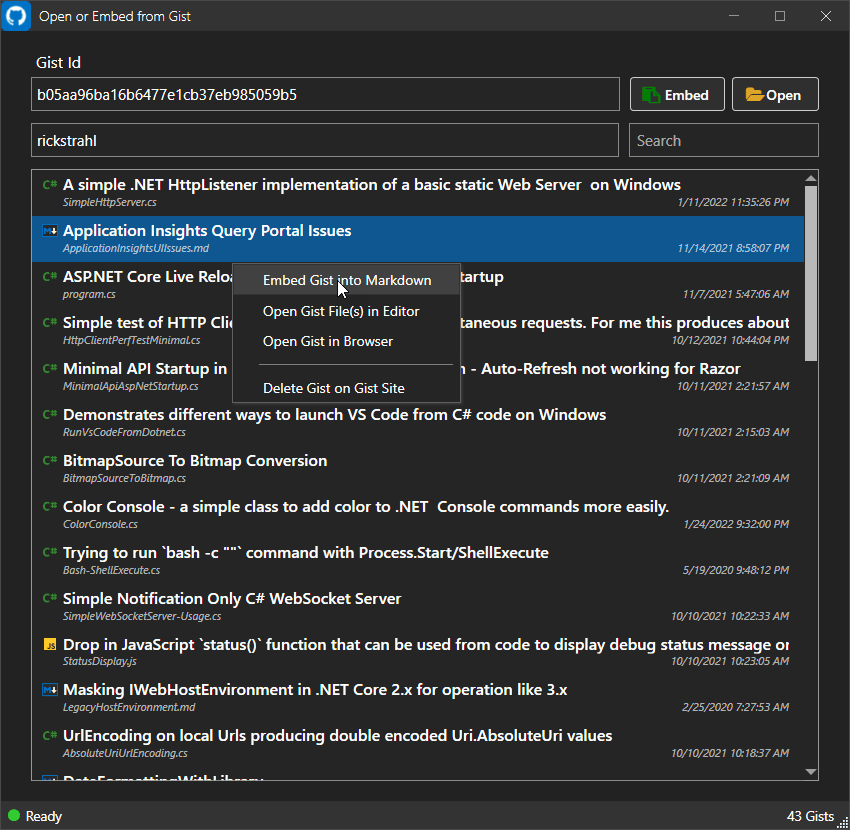 Open or Embed from Gist
Gist Id
b05aa96ba16b6477e1cb37eb985059b5
Embed
Open
rickstrahl
Search
C# A simple .NET HttpListener implementation of a basic static Web Server on Windows
SimpleHttpServer.cs 1/11/2022 11:35:26 PM
M Application Insights Query Portal Issues
ApplicationInsightsUIIssues.md 11/14/2021 8:58:07 PM
C# ASP.NET Core Live startup
program.cs 11/7/2021 5:47:06 AM
Embed Gist into Markdown
Open Gist File(s) in Editor
Open Gist in Browser
Delete Gist on Gist Site
C# Simple test of HTTP requests. For me this produces about
HttpClientPerfTestMinimal.cs 10/12/2021 10:44:04 PM
C# Minimal API Startup in - Auto-Refresh not working for Razor
MinimalApiAspNetStartup.cs 10/11/2021 2:21:57 AM
C# Demonstrates different ways to launch VS Code from C# code on Windows
RunVsCodeFromDotnet.cs 10/11/2021 2:15:03 AM
C# BitmapSource To Bitmap Conversion
BitmapSourceToBitmap.cs 10/11/2021 2:21:09 AM
C# Color Console - a simple class to add color to .NET Console commands more easily.
ColorConsole.cs 1/24/2022 9:32:00 PM
C# Trying to run `bash -c ""` command with Process.Start/ShellExecute
Bash-ShellExecute.cs 5/19/2020 9:48:12 PM
C# Simple Notification Only C# WebSocket Server
SimpleWebSocketServer-Usage.cs 10/10/2021 10:22:33 AM
JS Drop in JavaScript `status()` function that can be used from code to display debug status message or
StatusDisplay.js 10/10/2021 10:23:05 AM
M Masking IWebHostEnvironment in .NET Core 2.x for operation like 3.x
LegacyHostEnvironment.md 2/25/2020 7:27:53 AM
C# UrlEncoding on local Urls producing double encoded Uri.AbsoluteUri values
AbsoluteUriUrlEncoding.cs 10/10/2021 10:18:37 AM
DateFormattingWithLibrary
Ready
43 Gists